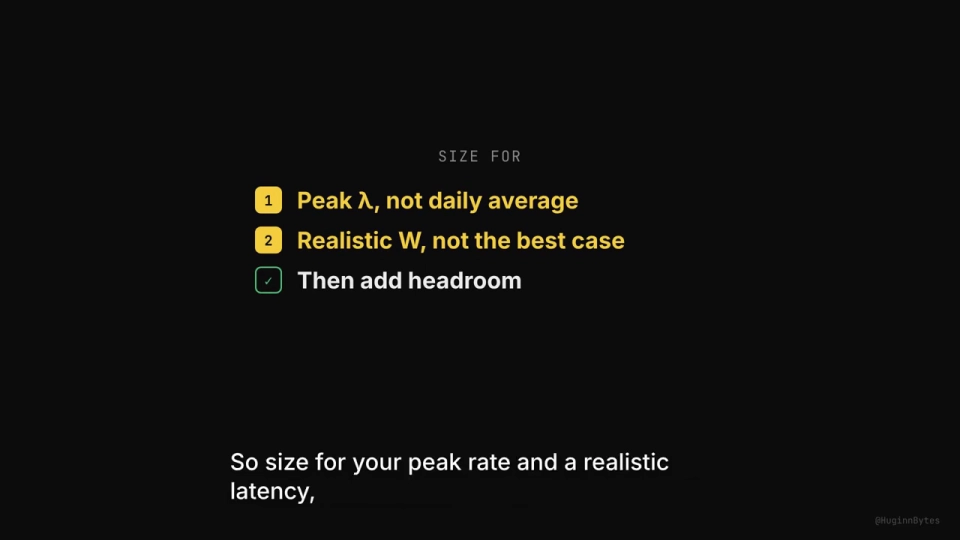 SIZE FOR
1 Peak λ, not daily average
2 Realistic W, not the best case
✓ Then add headroom
So size for your peak rate and a realistic
latency,
@HuginnBytes